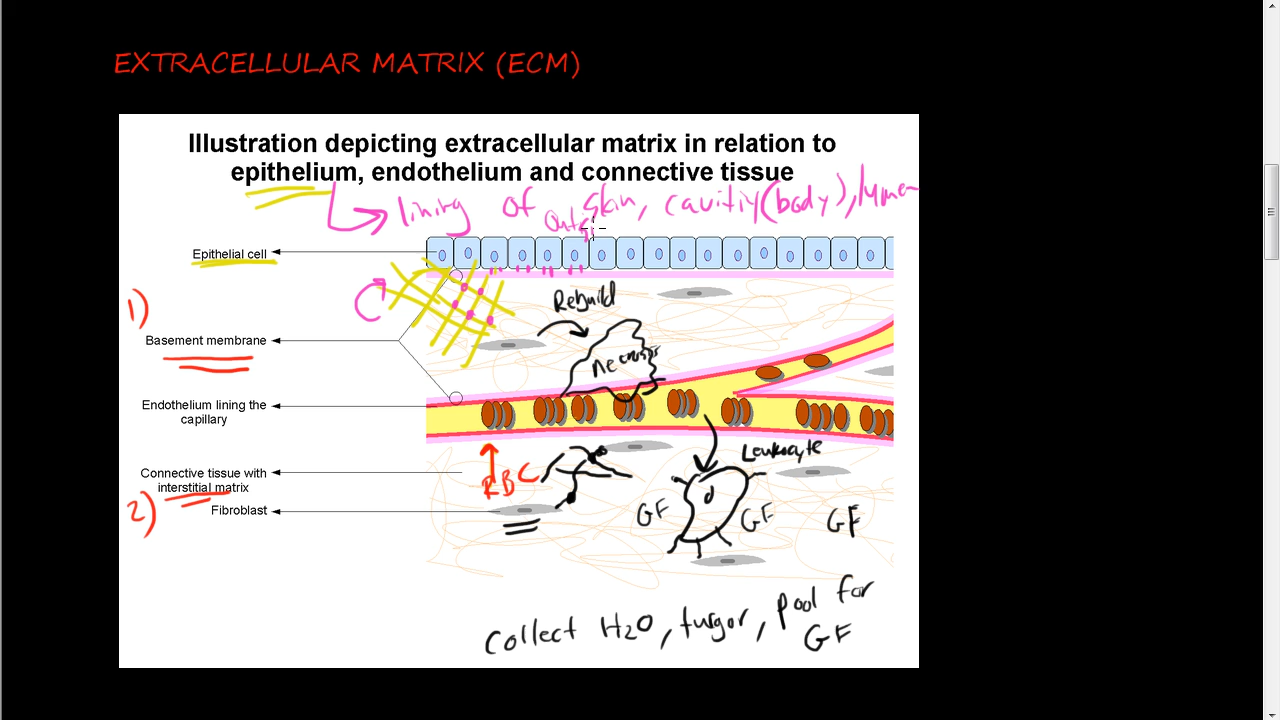 EXTRACELLULAR MATRIX (ECM)
Illustration depicting extracellular matrix in relation to
epithelium, endothelium and connective tissue
lining of skin, cavitiy (body), lumen
Epithelial cell
Rebuild
1)
Basement membrane
necrosis
Endothelium lining the
capillary
Leukocyte
Connective tissue with
interstitial matrix
RBC
2)
Fibroblast
GF GF GF
Collect H2O, turgor, pool for
GF